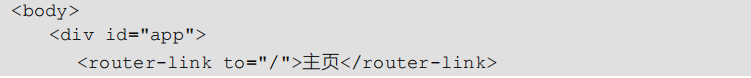 <body>
<div id="app">
<router-link to="/">主页</router-link>